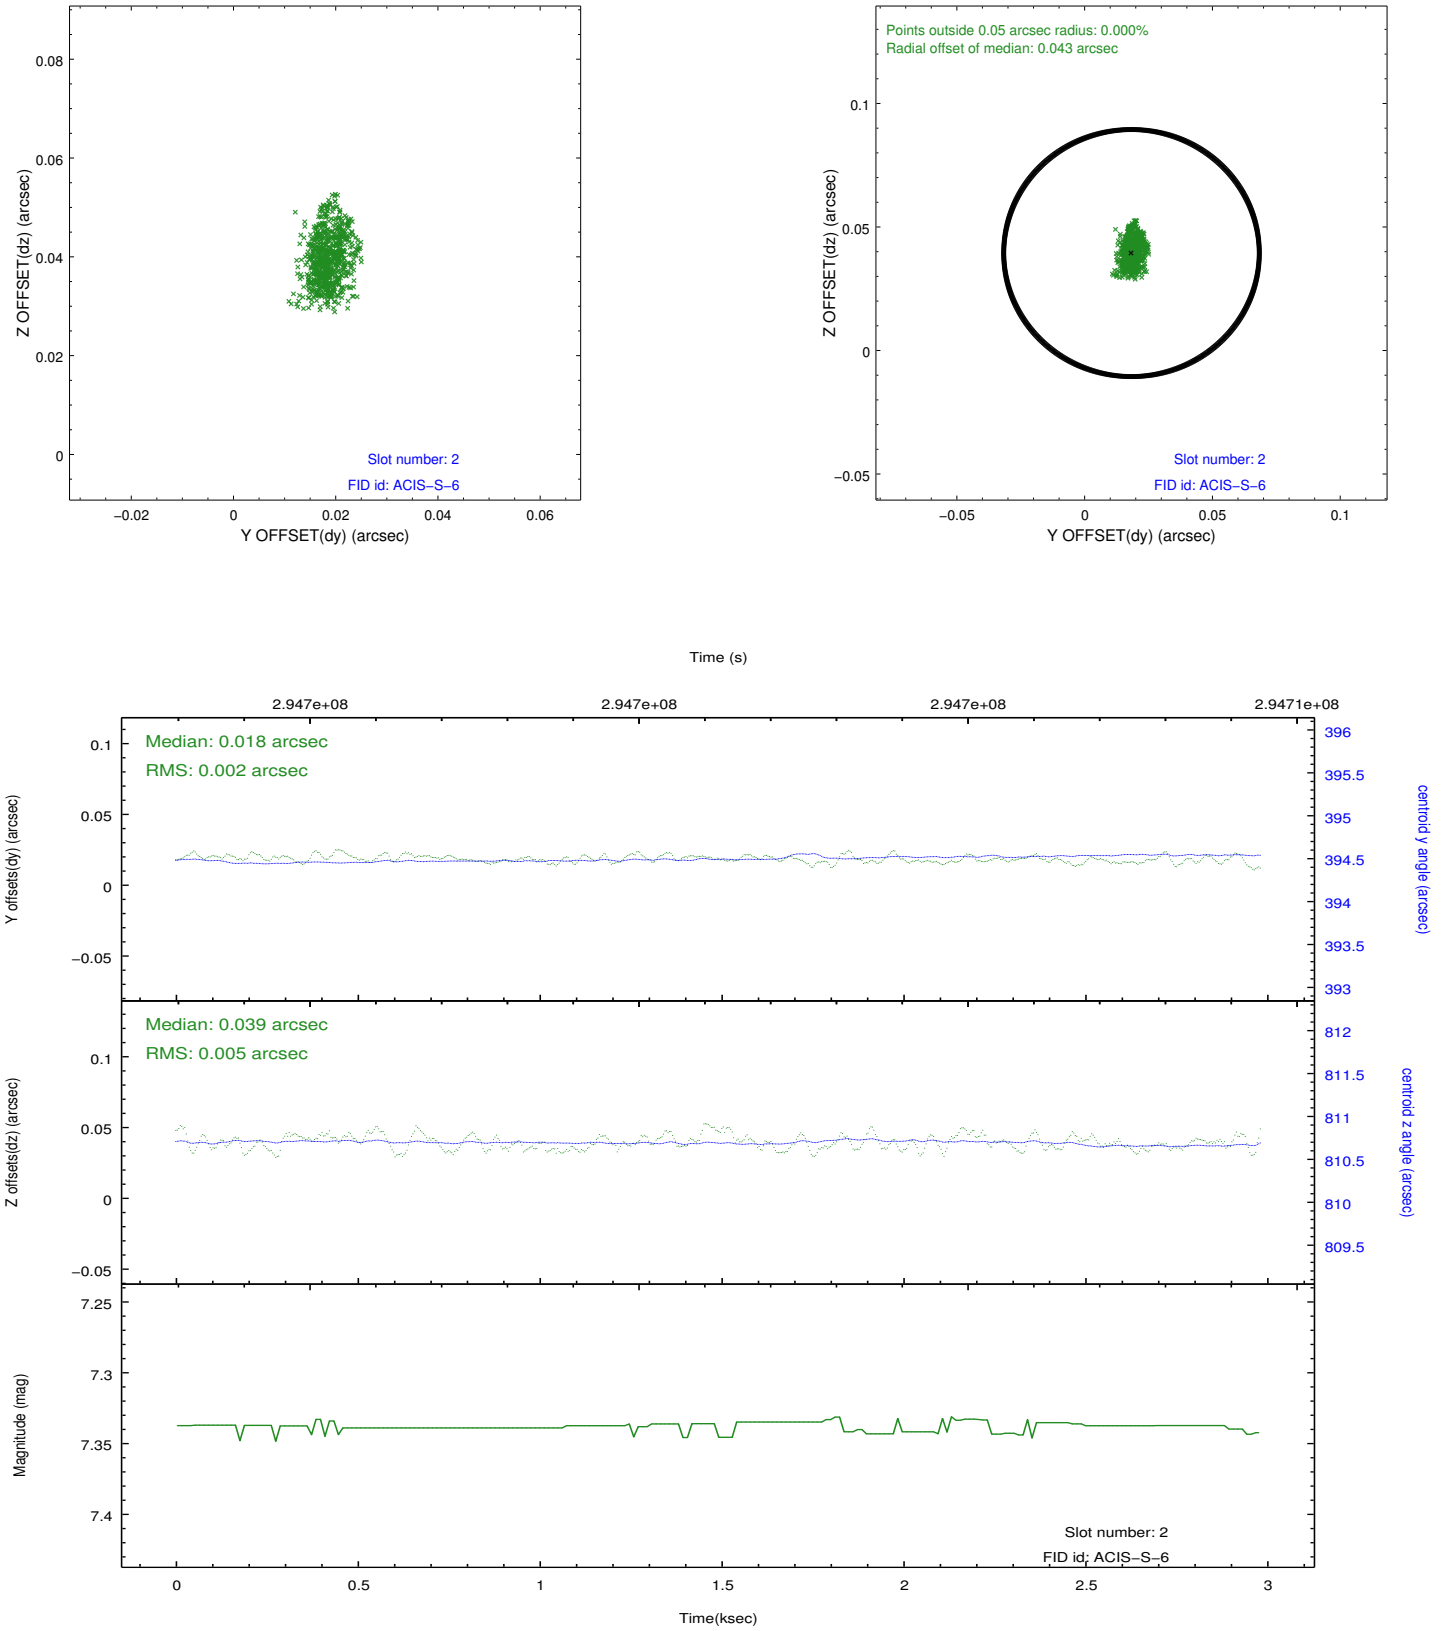 0.08
0.06
0.04
0.02
0
Z OFFSET(dz) (arcsec)
Slot number: 2
FID id: ACIS−S−6
−0.02 0 0.02 0.04 0.06
Y OFFSET(dy) (arcsec)
Points outside 0.05 arcsec radius: 0.000%
Radial offset of median: 0.043 arcsec
0.1
0.05
0
−0.05
Z OFFSET(dz) (arcsec)
Slot number: 2
FID id: ACIS−S−6
−0.05 0 0.05 0.1
Y OFFSET(dy) (arcsec)
Time (s)
2.947e+08 2.947e+08 2.947e+08 2.9471e+08
Median: 0.018 arcsec
RMS: 0.002 arcsec
0.1
0.05
0
−0.05
Y offsets(dy) (arcsec)
396
395.5
395
394.5
394
393.5
393
centroid y angle (arcsec)
Median: 0.039 arcsec
RMS: 0.005 arcsec
0.1
0.05
0
−0.05
Z offsets(dz) (arcsec)
812
811.5
811
810.5
810
809.5
centroid z angle (arcsec)
7.25
7.3
7.35
7.4
Magnitude (mag)
Slot number: 2
FID id: ACIS−S−6
0 0.5 1 1.5 2 2.5 3
Time(ksec)